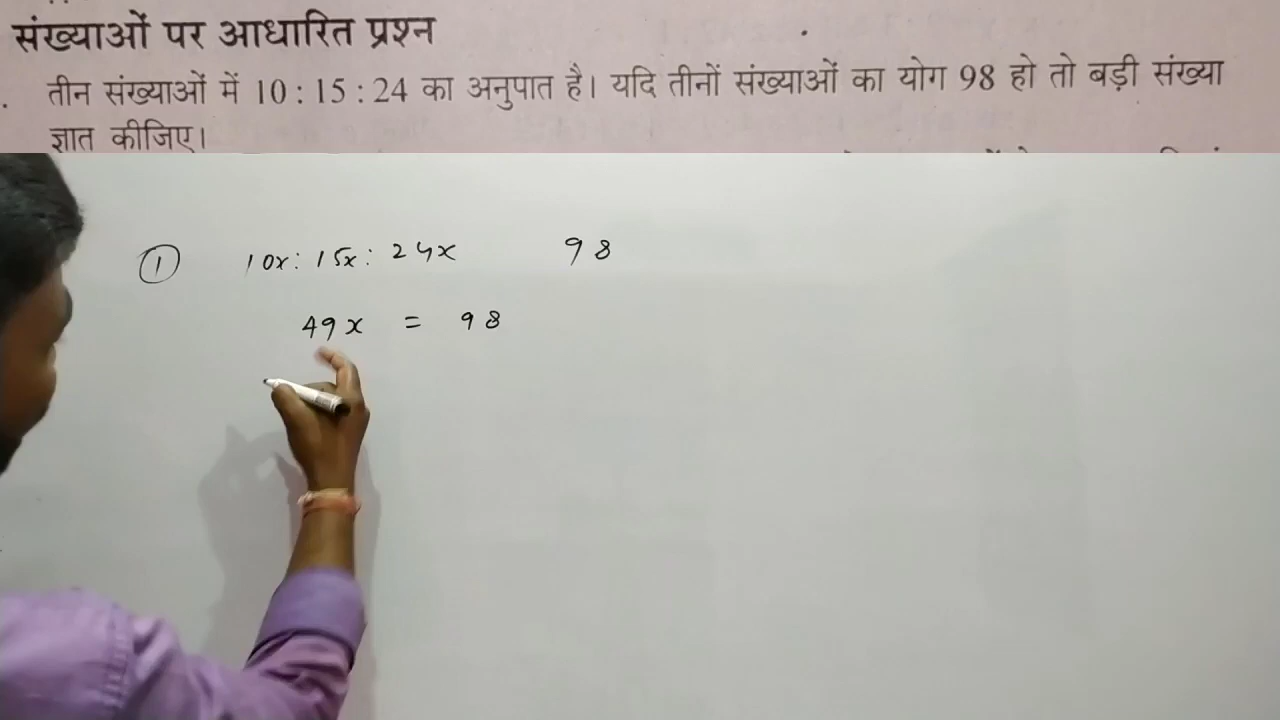 संख्याओं पर आधारित प्रश्न
तीन संख्याओं में 10 : 15 : 24 का अनुपात है। यदि तीनों संख्याओं का योग 98 हो तो बड़ी संख्या
ज्ञात कीजिए।
① 10x : 15x : 24x 98
49x = 98